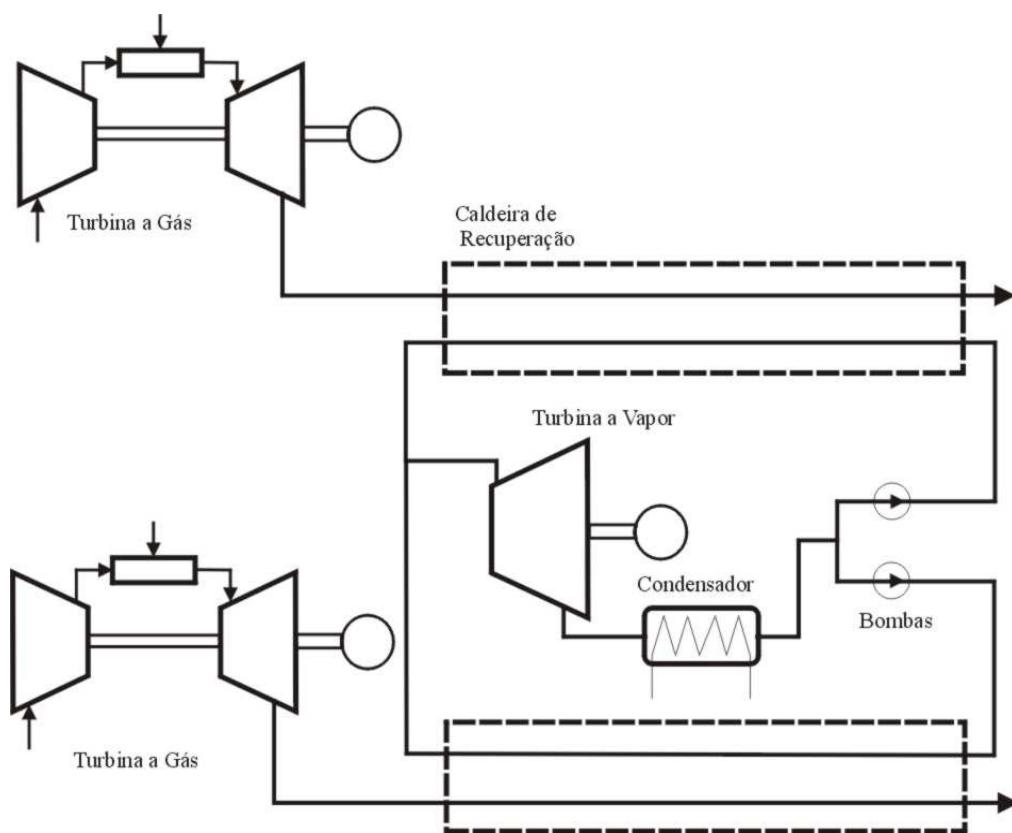 Turbina a Gás
Caldeira de
Recuperação
Turbina a Vapor
Condensador
Bombas
Turbina a Gás